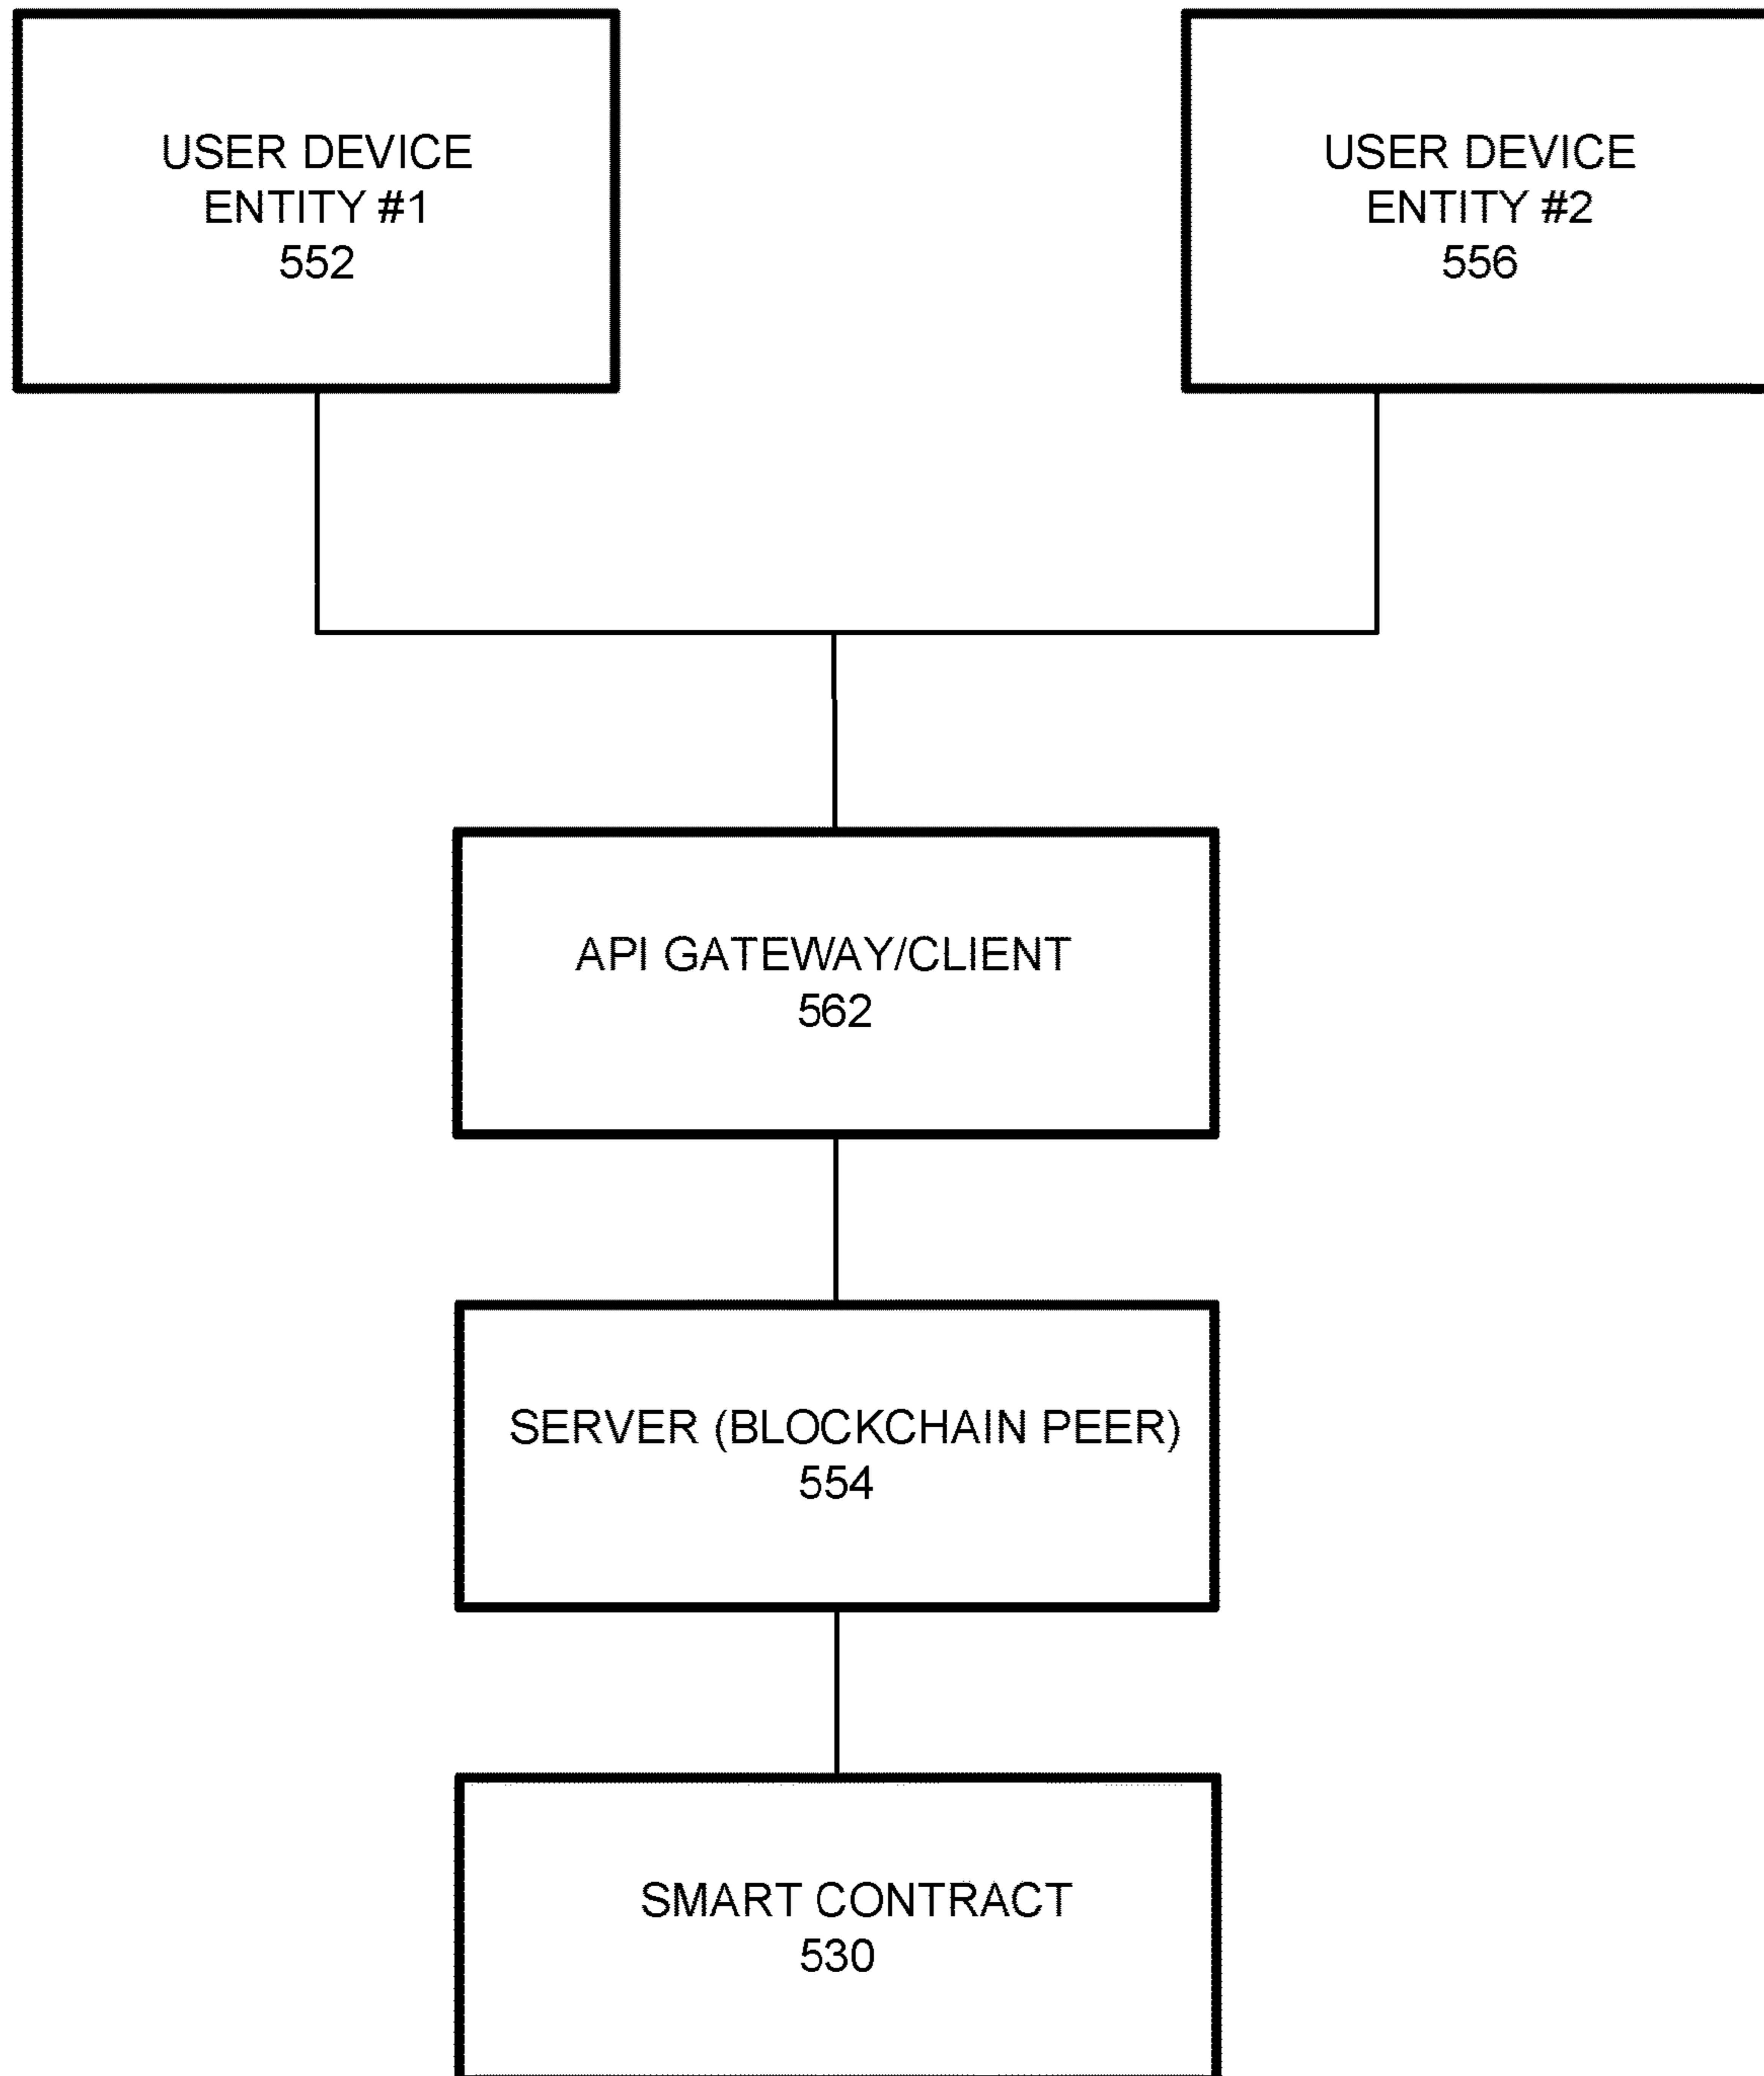 USER DEVICE
ENTITY #1
552
USER DEVICE
ENTITY #2
556
API GATEWAY/CLIENT
562
SERVER (BLOCKCHAIN PEER)
554
SMART CONTRACT
530